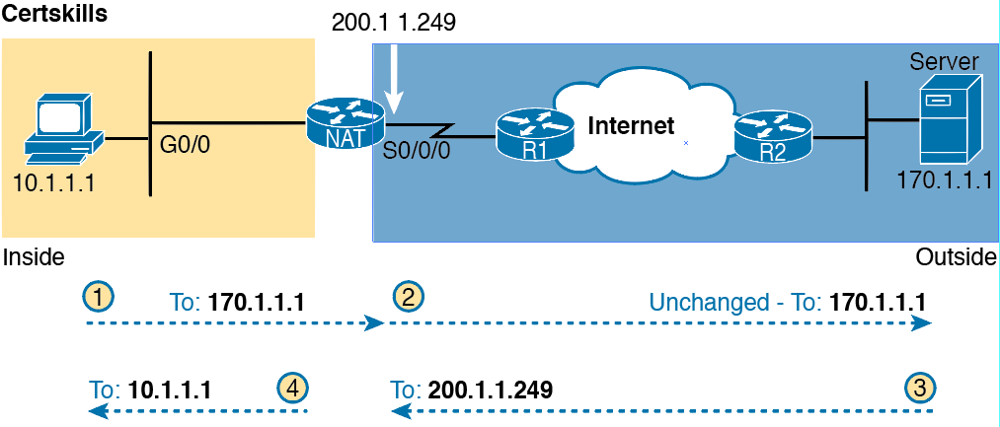 Certskills
200.1 1.249
Server
NAT
G0/0
S0/0/0
R1
Internet
R2
10.1.1.1
170.1.1.1
Inside
Outside
1
To: 170.1.1.1
2
Unchanged - To: 170.1.1.1
To: 10.1.1.1
4
To: 200.1.1.249
3